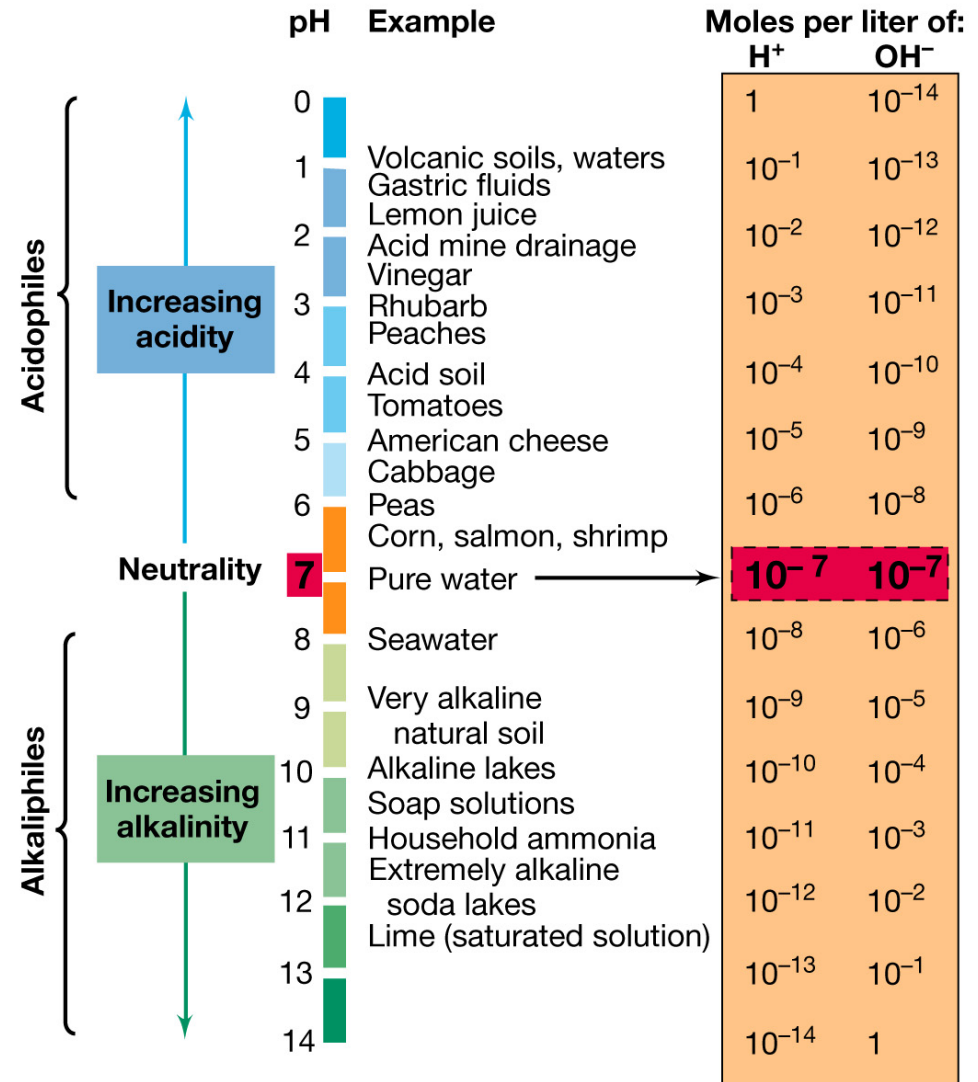 pH Example Moles per liter of:
H⁺ OH⁻
0 1 10⁻¹⁴
1 Volcanic soils, waters 10⁻¹ 10⁻¹³
Gastric fluids
Lemon juice
2 10⁻² 10⁻¹²
Acid mine drainage
Vinegar
3 Rhubarb 10⁻³ 10⁻¹¹
Peaches
4 Acid soil 10⁻⁴ 10⁻¹⁰
Tomatoes
5 American cheese 10⁻⁵ 10⁻⁹
Cabbage
6 Peas 10⁻⁶ 10⁻⁸
Corn, salmon, shrimp
Neutrality 7 Pure water 10⁻⁷ 10⁻⁷
8 Seawater 10⁻⁸ 10⁻⁶
9 Very alkaline 10⁻⁹ 10⁻⁵
natural soil
10 Alkaline lakes 10⁻¹⁰ 10⁻⁴
Soap solutions
11 Household ammonia 10⁻¹¹ 10⁻³
Extremely alkaline
12 soda lakes 10⁻¹² 10⁻²
Lime (saturated solution)
13 10⁻¹³ 10⁻¹
14 10⁻¹⁴ 1
Acidophiles
Increasing
acidity
Alkaliphiles
Increasing
alkalinity